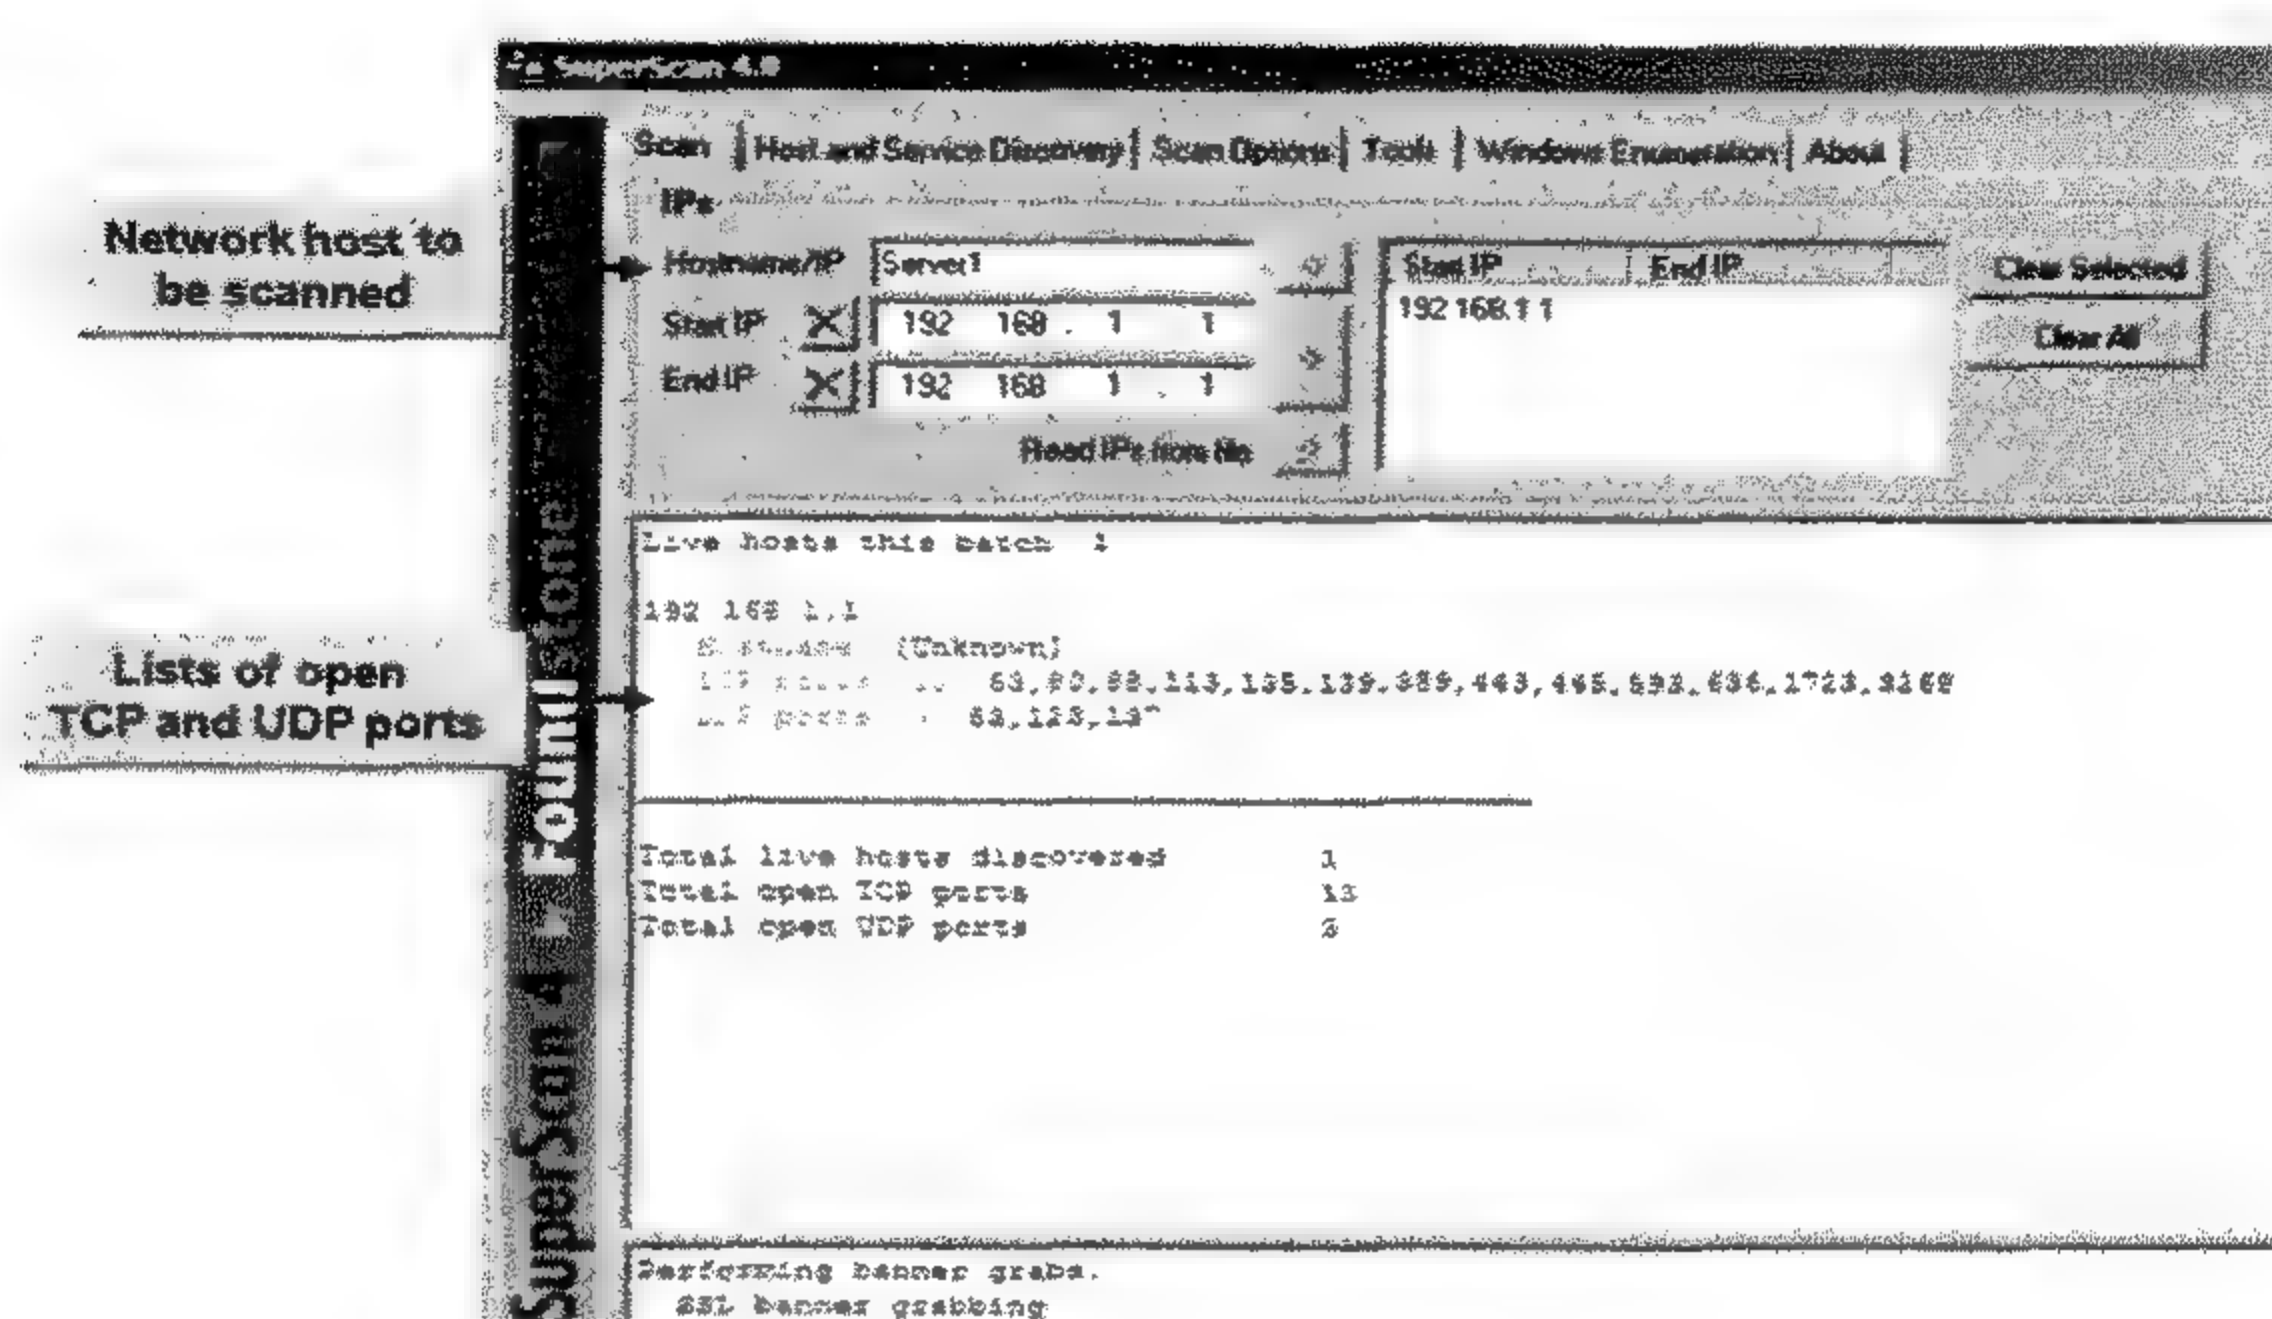 SuperScan 4.0
Scan Host and Service Discovery Scan Options Tools Windows Enumeration About
IPs
Network host to
be scanned
Hostname/IP Server1
Start IP X 192 168 . 1 1
End IP X 192 168 1 . 1
Read IPs from file
Start IP End IP
192 168.1 1
Clear Selected
Clear All
Live hosts this batch 1
192 168 1.1
(Unknown)
Lists of open
TCP and UDP ports
ports 53,80,88,113,135,139,389,443,445,593,636,1723,3268
ports : 53,123,137
Total live hosts discovered 1
Total open TCP ports 13
Total open UDP ports 3
Performing banner grabs.
SSL banner grabbing
SuperScan 4 by Foundstone